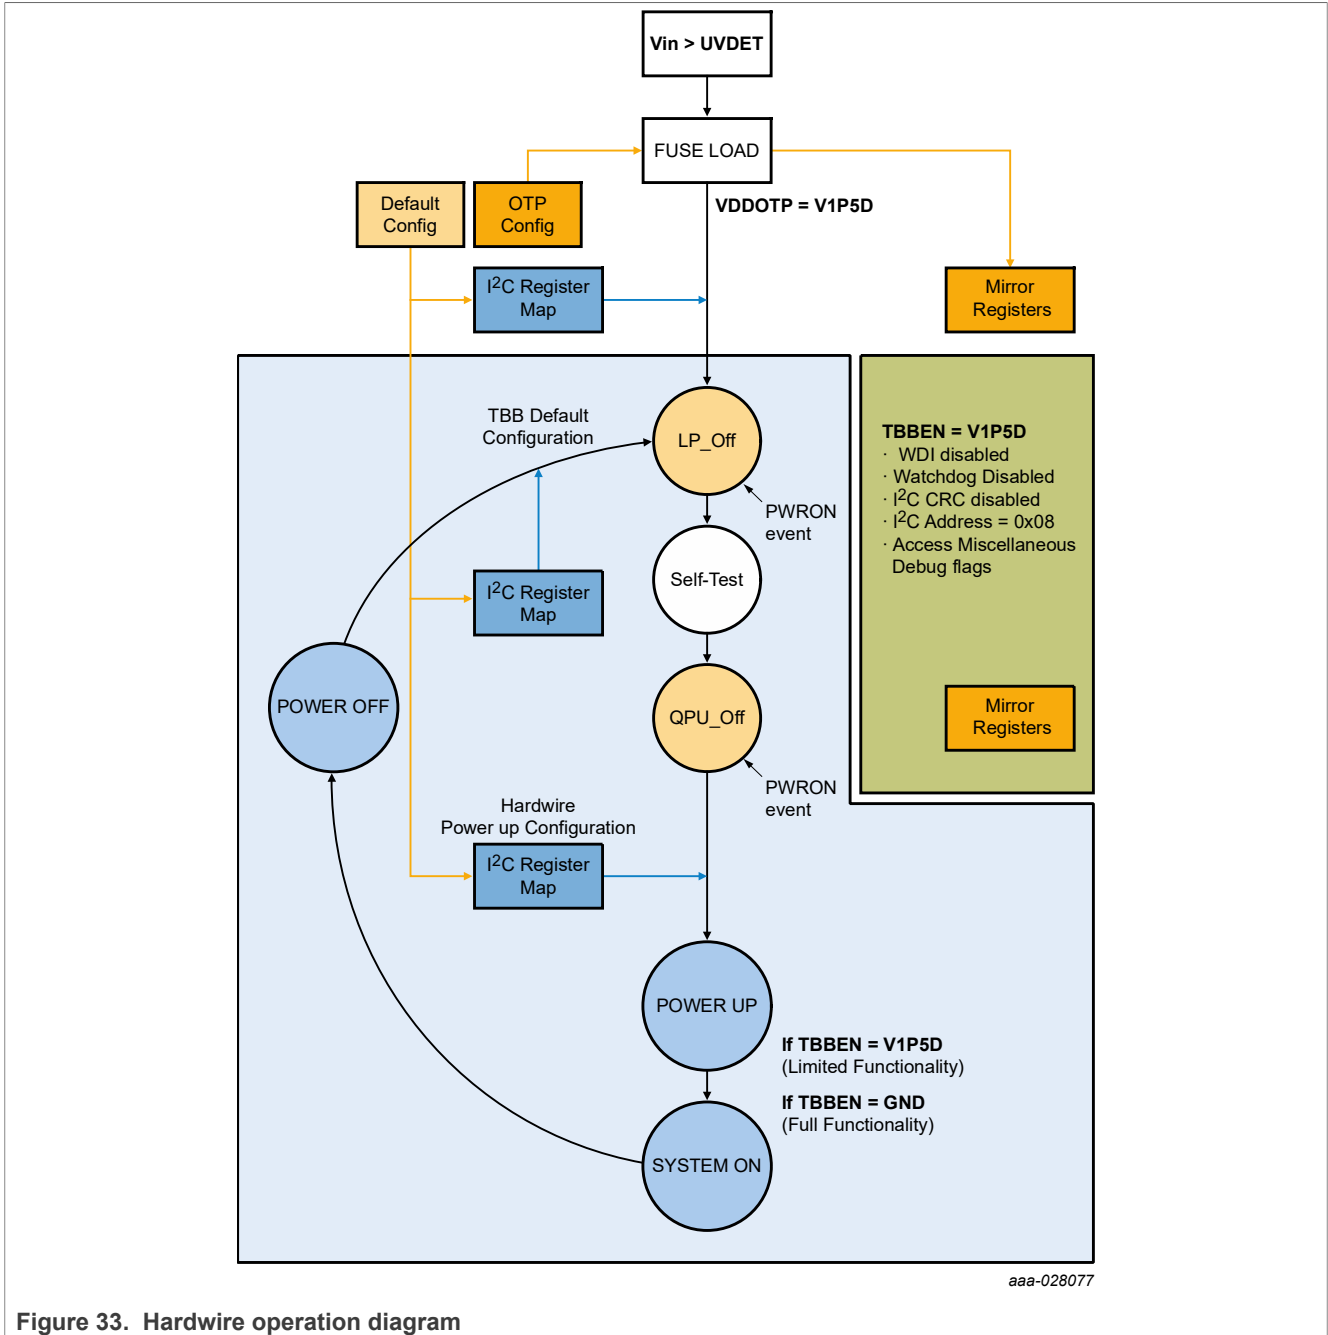 Vin > UVDET
FUSE LOAD
VDDOTP = V1P5D
Default
Config
OTP
Config
I2C Register
Map
Mirror
Registers
TBB Default
Configuration
LP_Off
PWRON
event
TBBEN = V1P5D
· WDI disabled
· Watchdog Disabled
· I2C CRC disabled
· I2C Address = 0x08
· Access Miscellaneous
Debug flags
Self-Test
I2C Register
Map
POWER OFF
QPU_Off
Mirror
Registers
PWRON
event
Hardwire
Power up Configuration
I2C Register
Map
POWER UP
If TBBEN = V1P5D
(Limited Functionality)
If TBBEN = GND
(Full Functionality)
SYSTEM ON
aaa-028077
Figure 33. Hardwire operation diagram